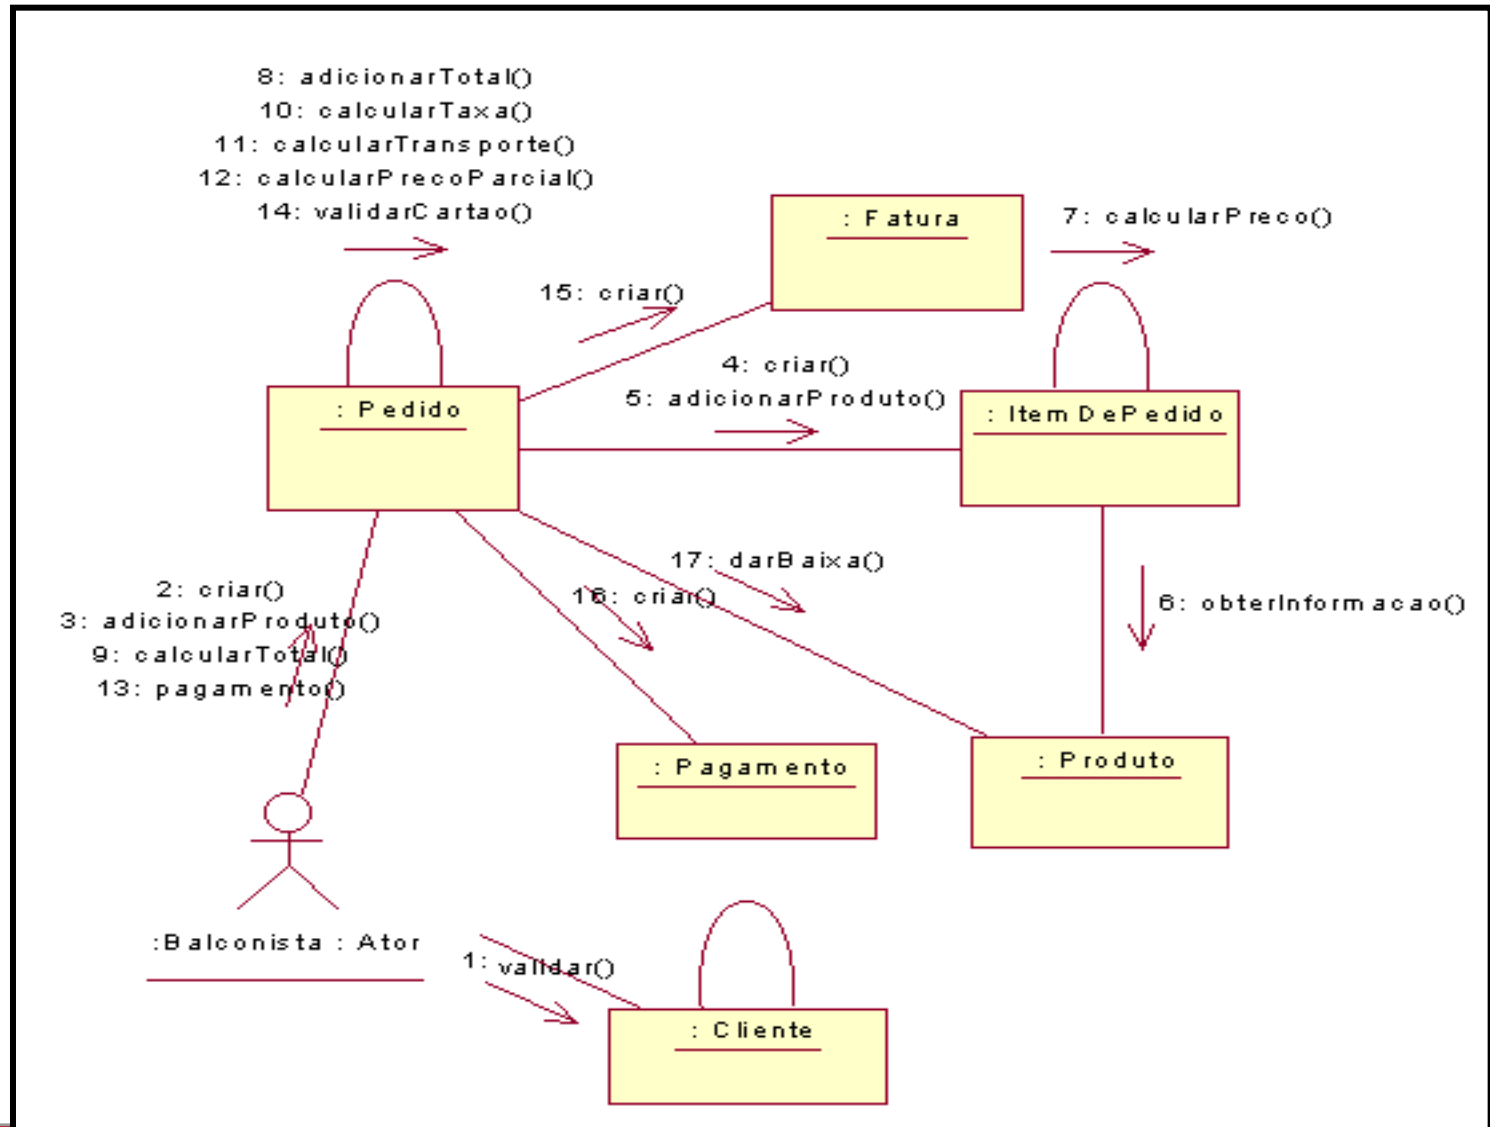 8: adicionarTotal()
10: calcularTaxa()
11: calcularTransporte()
12: calcularPrecoParcial()
14: validarCartao()
: Fatura
7: calcularPreco()
15: criar()
4: criar()
5: adicionarProduto()
: Pedido
: ItemDePedido
17: darBaixa()
16: criar()
2: criar()
3: adicionarProduto()
9: calcularTotal()
13: pagamento()
6: obterInformacao()
: Pagamento
: Produto
:Balconista : Ator
1: validar()
: Cliente